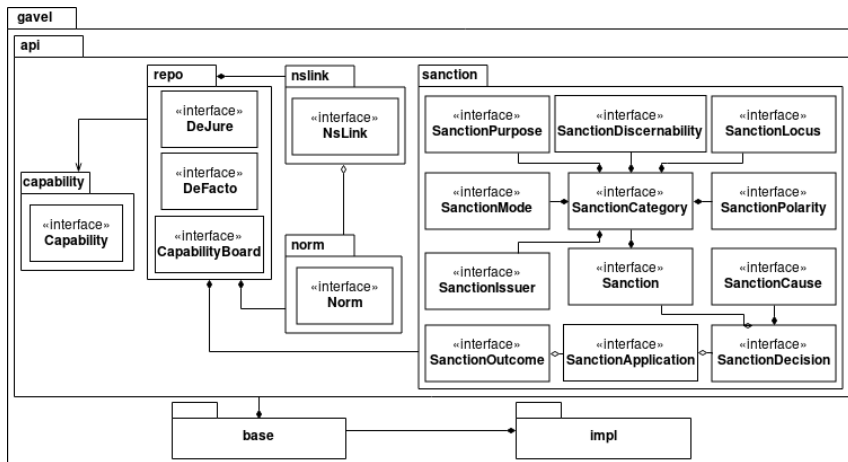 gavel
api
repo
«interface»
DeJure
«interface»
DeFacto
«interface»
CapabilityBoard
capability
«interface»
Capability
nslink
«interface»
NsLink
norm
«interface»
Norm
sanction
«interface»
SanctionPurpose
«interface»
SanctionDiscernability
«interface»
SanctionLocus
«interface»
SanctionMode
«interface»
SanctionCategory
«interface»
SanctionPolarity
«interface»
SanctionIssuer
«interface»
Sanction
«interface»
SanctionCause
«interface»
SanctionOutcome
«interface»
SanctionApplication
«interface»
SanctionDecision
base
impl